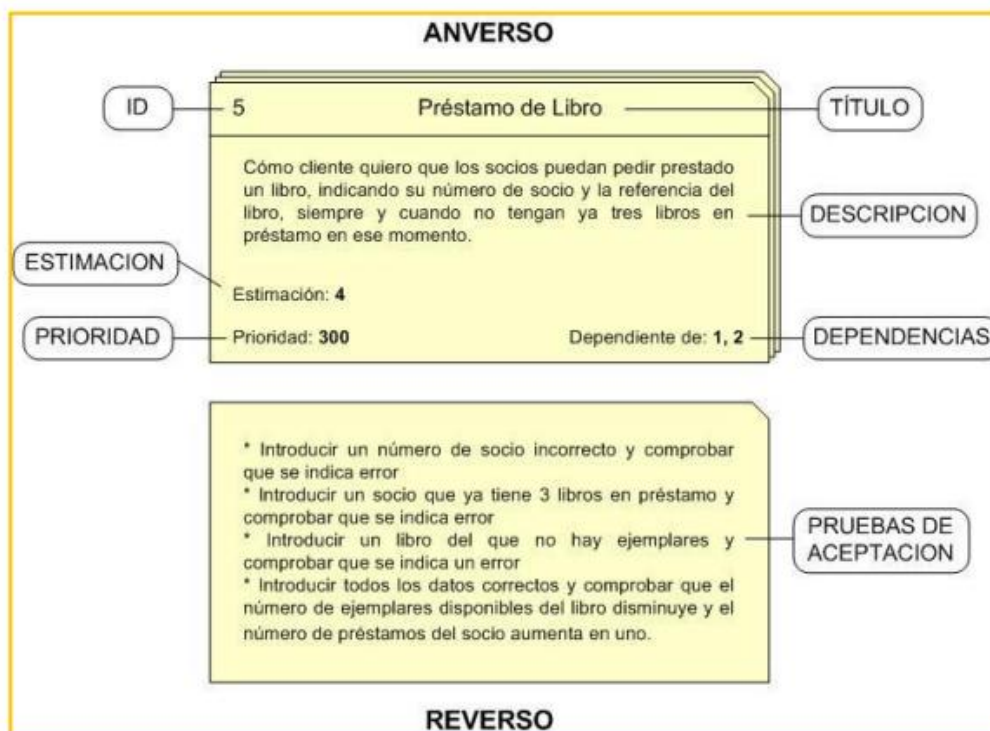 ANVERSO
ID
5
Préstamo de Libro
TÍTULO
Cómo cliente quiero que los socios puedan pedir prestado
un libro, indicando su número de socio y la referencia del
libro, siempre y cuando no tengan ya tres libros en
préstamo en ese momento.
DESCRIPCION
ESTIMACION
Estimación: 4
PRIORIDAD
Prioridad: 300
Dependiente de: 1, 2
DEPENDENCIAS
* Introducir un número de socio incorrecto y comprobar
que se indica error
* Introducir un socio que ya tiene 3 libros en préstamo y
comprobar que se indica error
* Introducir un libro del que no hay ejemplares y
comprobar que se indica un error
* Introducir todos los datos correctos y comprobar que el
número de ejemplares disponibles del libro disminuye y el
número de préstamos del socio aumenta en uno.
PRUEBAS DE
ACEPTACION
REVERSO